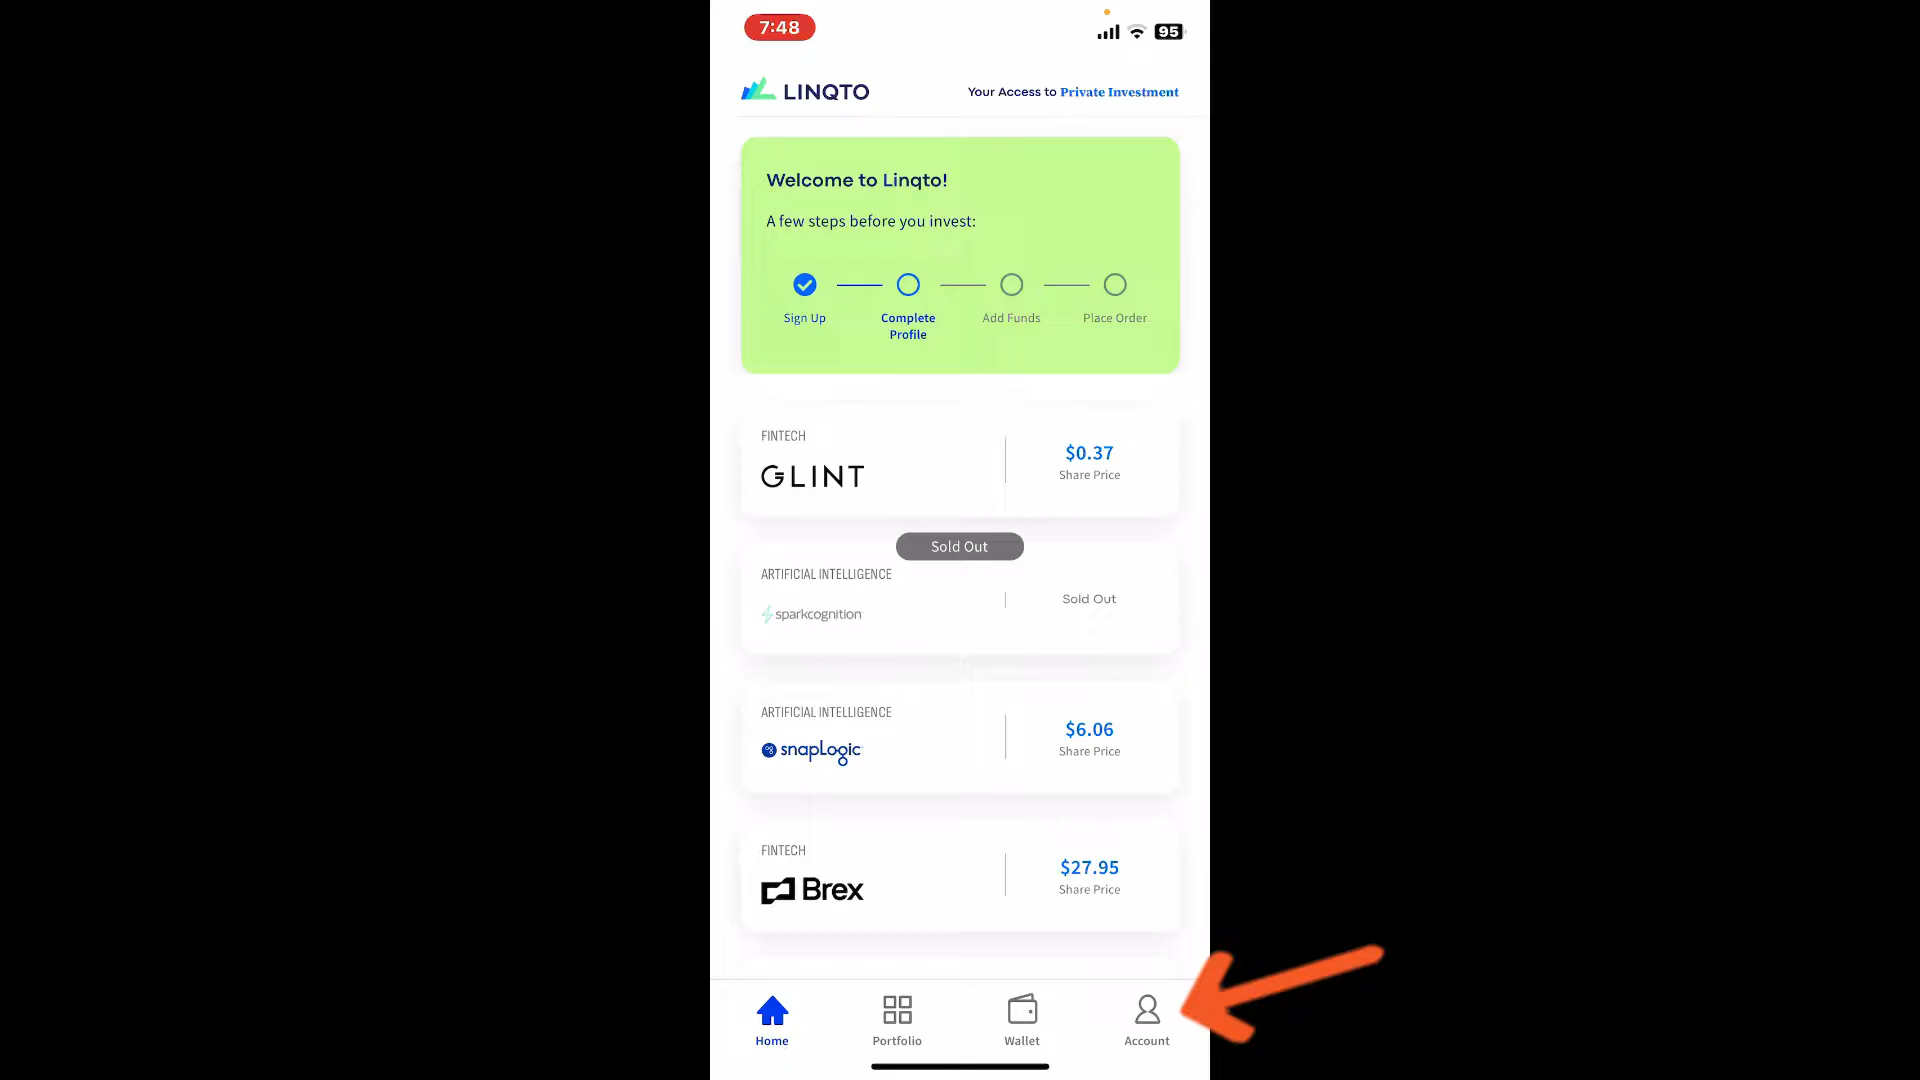 7:48
95
LINQTO
Your Access to Private Investment
Welcome to Linqto!
A few steps before you invest:
Sign Up
Complete
Profile
Add Funds
Place Order
FINTECH
GLINT
$0.37
Share Price
Sold Out
ARTIFICIAL INTELLIGENCE
sparkcognition
Sold Out
ARTIFICIAL INTELLIGENCE
snapLogic
$6.06
Share Price
FINTECH
Brex
$27.95
Share Price
Home
Portfolio
Wallet
Account